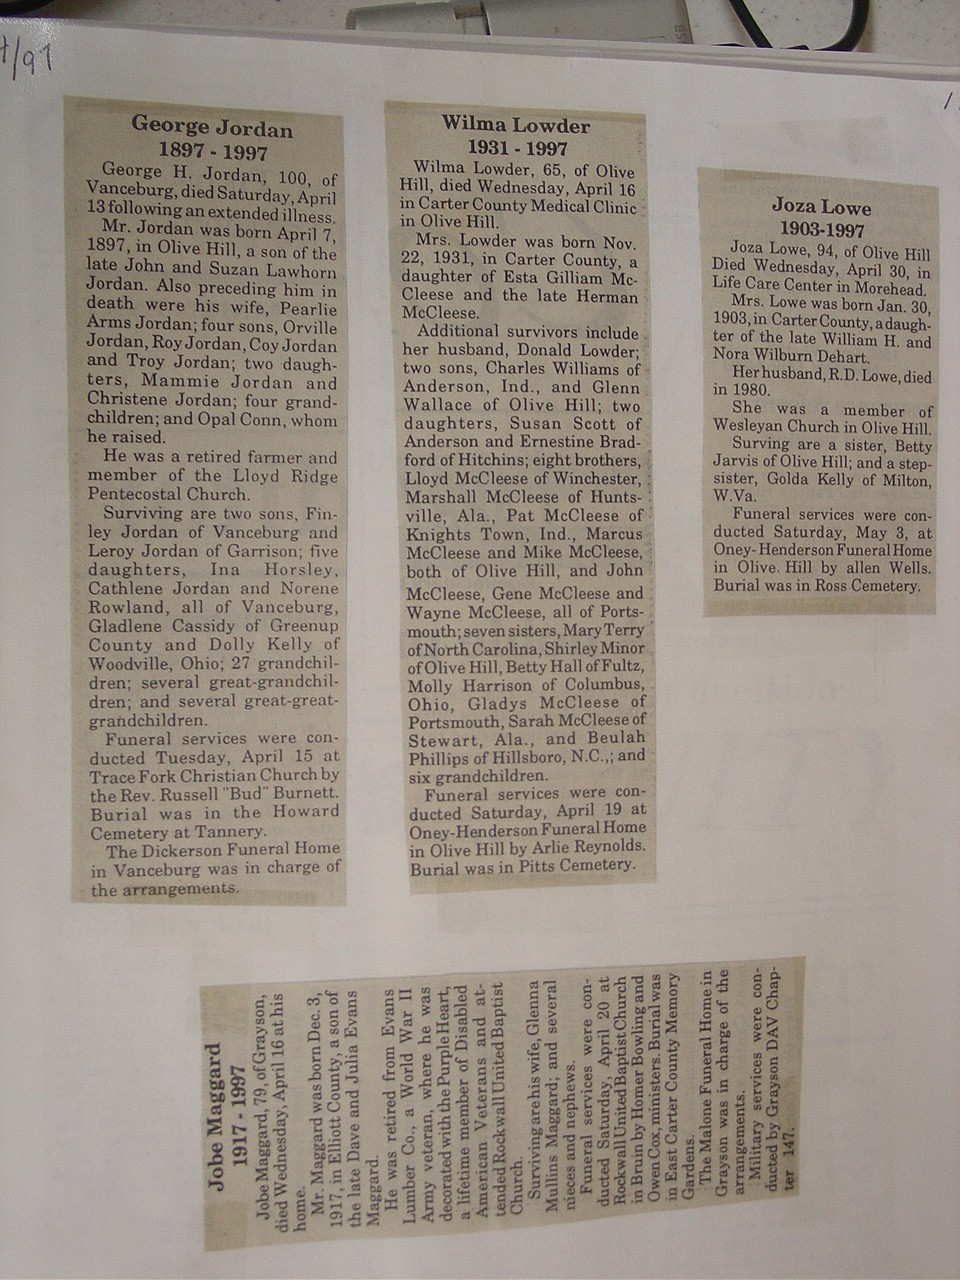 4/97
George Jordan
1897 - 1997
George H. Jordan, 100, of
Vanceburg, died Saturday, April
13 following an extended illness.
Mr. Jordan was born April 7,
1897, in Olive Hill, a son of the
late John and Suzan Lawhorn
Jordan. Also preceding him in
death were his wife, Pearlie
Arms Jordan; four sons, Orville
Jordan, Roy Jordan, Coy Jordan
and Troy Jordan; two daugh-
ters, Mammie Jordan and
Christene Jordan; four grand-
children; and Opal Conn, whom
he raised.
He was a retired farmer and
member of the Lloyd Ridge
Pentecostal Church.
Surviving are two sons, Fin-
ley Jordan of Vanceburg and
Leroy Jordan of Garrison; five
daughters, Ina Horsley,
Cathlene Jordan and Norene
Rowland, all of Vanceburg,
Gladlene Cassidy of Greenup
County and Dolly Kelly of
Woodville, Ohio; 27 grandchil-
dren; several great-grandchil-
dren; and several great-great-
grandchildren.
Funeral services were con-
ducted Tuesday, April 15 at
Trace Fork Christian Church by
the Rev. Russell "Bud" Burnett.
Burial was in the Howard
Cemetery at Tannery.
The Dickerson Funeral Home
in Vanceburg was in charge of
the arrangements.
Wilma Lowder
1931 - 1997
Wilma Lowder, 65, of Olive
Hill, died Wednesday, April 16
in Carter County Medical Clinic
in Olive Hill.
Mrs. Lowder was born Nov.
22, 1931, in Carter County, a
daughter of Esta Gilliam Mc-
Cleese and the late Herman
McCleese.
Additional survivors include
her husband, Donald Lowder;
two sons, Charles Williams of
Anderson, Ind., and Glenn
Wallace of Olive Hill; two
daughters, Susan Scott of
Anderson and Ernestine Brad-
ford of Hitchins; eight brothers,
Lloyd McCleese of Winchester,
Marshall McCleese of Hunts-
ville, Ala., Pat McCleese of
Knights Town, Ind., Marcus
McCleese and Mike McCleese,
both of Olive Hill, and John
McCleese, Gene McCleese and
Wayne McCleese, all of Ports-
mouth; seven sisters, Mary Terry
of North Carolina, Shirley Minor
of Olive Hill, Betty Hall of Fultz,
Molly Harrison of Columbus,
Ohio, Gladys McCleese of
Portsmouth, Sarah McCleese of
Stewart, Ala., and Beulah
Phillips of Hillsboro, N.C.,; and
six grandchildren.
Funeral services were con-
ducted Saturday, April 19 at
Oney-Henderson Funeral Home
in Olive Hill by Arlie Reynolds.
Burial was in Pitts Cemetery.
Joza Lowe
1903-1997
Joza Lowe, 94, of Olive Hill
Died Wednesday, April 30, in
Life Care Center in Morehead.
Mrs. Lowe was born Jan. 30,
1903, in Carter County, a daugh-
ter of the late William H. and
Nora Wilburn Dehart.
Her husband, R.D. Lowe, died
in 1980.
She was a member of
Wesleyan Church in Olive Hill.
Surving are a sister, Betty
Jarvis of Olive Hill; and a step-
sister, Golda Kelly of Milton,
W.Va.
Funeral services were con-
ducted Saturday, May 3, at
Oney-Henderson Funeral Home
in Olive. Hill by allen Wells.
Burial was in Ross Cemetery.
Jobe Maggard
1917 - 1997
Jobe Maggard, 79, of Grayson,
died Wednesday, April 16 at his
home.
Mr. Maggard was born Dec. 3,
1917, in Elliott County, a son of
the late Dave and Julia Evans
Maggard.
He was retired from Evans
Lumber Co., a World War II
Army veteran, where he was
decorated with the Purple Heart,
a lifetime member of Disabled
American Veterans and at-
tended Rockwall United Baptist
Church.
Surviving are his wife, Glenna
Mullins Maggard; and several
nieces and nephews.
Funeral services were con-
ducted Saturday, April 20 at
Rockwall United Baptist Church
in Bruin by Homer Bowling and
Owen Cox, ministers. Burial was
in East Carter County Memory
Gardens.
The Malone Funeral Home in
Grayson was in charge of the
arrangements.
Military services were con-
ducted by Grayson DAV Chap-
ter 147.